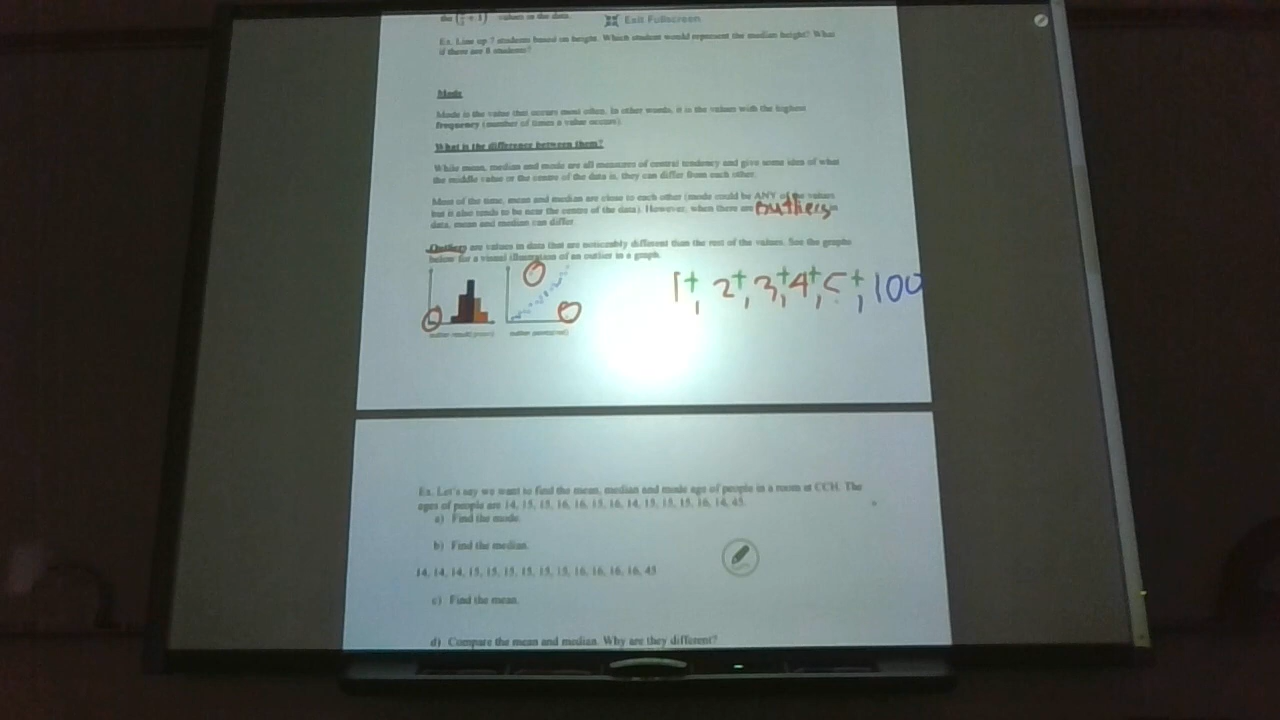 the (n/2 + 1) values in the data.
Exit Fullscreen
Ex. Line up 7 students based on height. Which student would represent the median height? What
if there are 8 students?
Mode
Mode is the value that occurs most often. In other words, it is the values with the highest
frequency (number of times a value occurs).
What is the difference between them?
While mean, median and mode are all measures of central tendency and give some idea of what
the middle value or the centre of the data is, they can differ from each other.
Most of the time, mean and median are close to each other (mode could be ANY of the values
but is also tends to be near the centre of the data). However, when there are outliers in
data, mean and median can differ.
Outliers are values in data that are noticeably different than the rest of the values. See the graphs
below for a visual illustration of an outlier in a graph.
1+, 2+, 3,+4+, 5+, 100
Ex. Let's say we want to find the mean, median and mode age of people in a room at CCH. The
ages of people are 14, 15, 15, 16, 16, 15, 16, 14, 15, 15, 15, 16, 14, 45.
a) Find the mode.
b) Find the median.
14, 14, 14, 15, 15, 15, 15, 15, 15, 16, 16, 16, 16, 45
c) Find the mean.
d) Compare the mean and median. Why are they different?